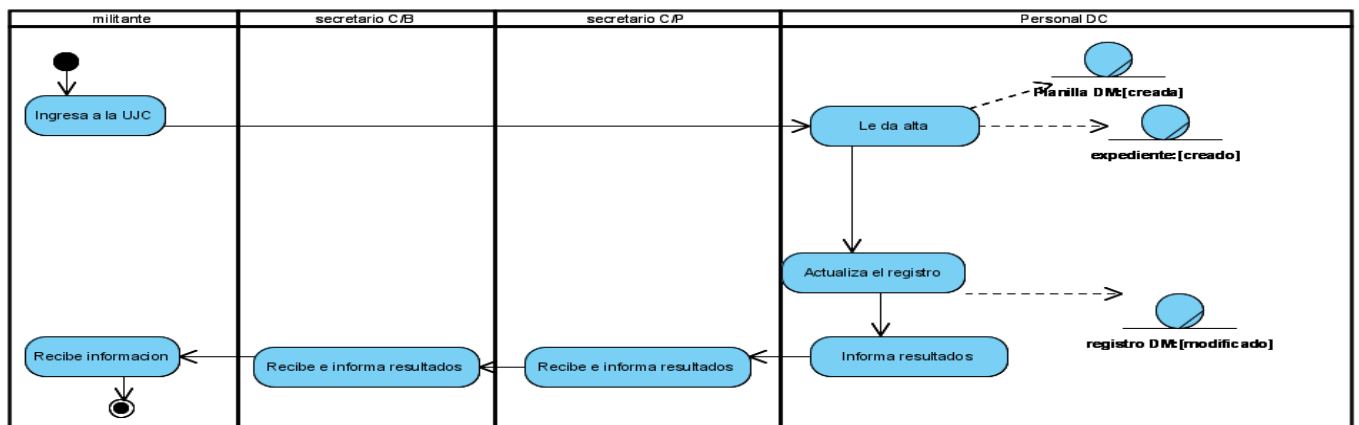 militante
secretario C/B
secretario C/P
Personal DC
Ingresa a la UJC
Le da alta
Planilla DM:[creada]
expediente:[creado]
Actualiza el registro
registro DM:[modificado]
Recibe informacion
Recibe e informa resultados
Recibe e informa resultados
Informa resultados